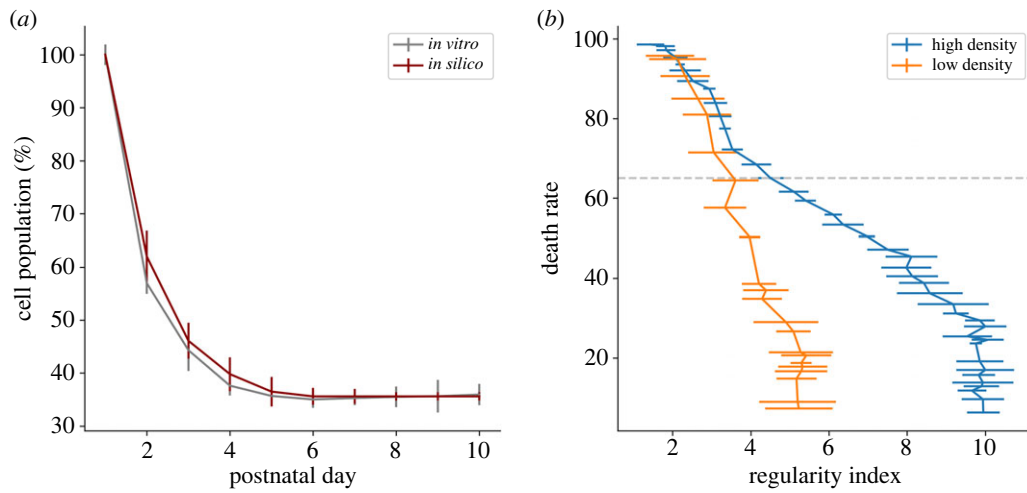 (a)
in vitro
in silico
cell population (%)
100
90
80
70
60
50
40
30
2
4
6
8
10
postnatal day
(b)
high density
low density
death rate
100
80
60
40
20
2
4
6
8
10
regularity index